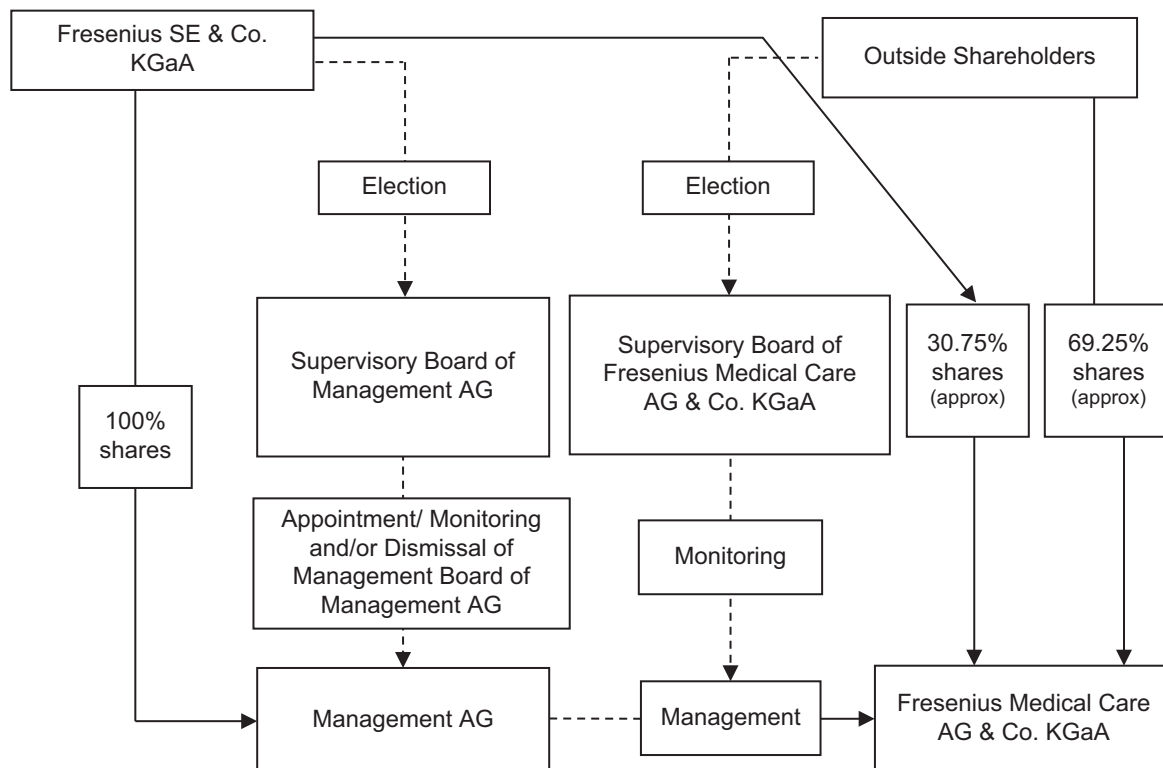 Fresenius SE & Co.
KGaA
Outside Shareholders
Election
Election
Supervisory Board of
Management AG
Supervisory Board of
Fresenius Medical Care
AG & Co. KGaA
30.75%
shares
(approx)
69.25%
shares
(approx)
100%
shares
Appointment/ Monitoring
and/or Dismissal of
Management Board of
Management AG
Monitoring
Management AG
Management
Fresenius Medical Care
AG & Co. KGaA